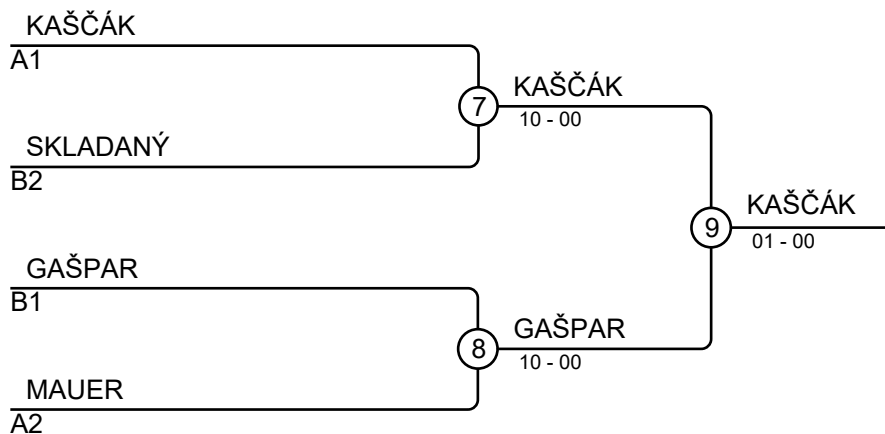 KAŠČÁK
A1
7
KAŠČÁK
10 - 00
SKLADANÝ
B2
9
KAŠČÁK
01 - 00
GAŠPAR
B1
8
GAŠPAR
10 - 00
MAUER
A2